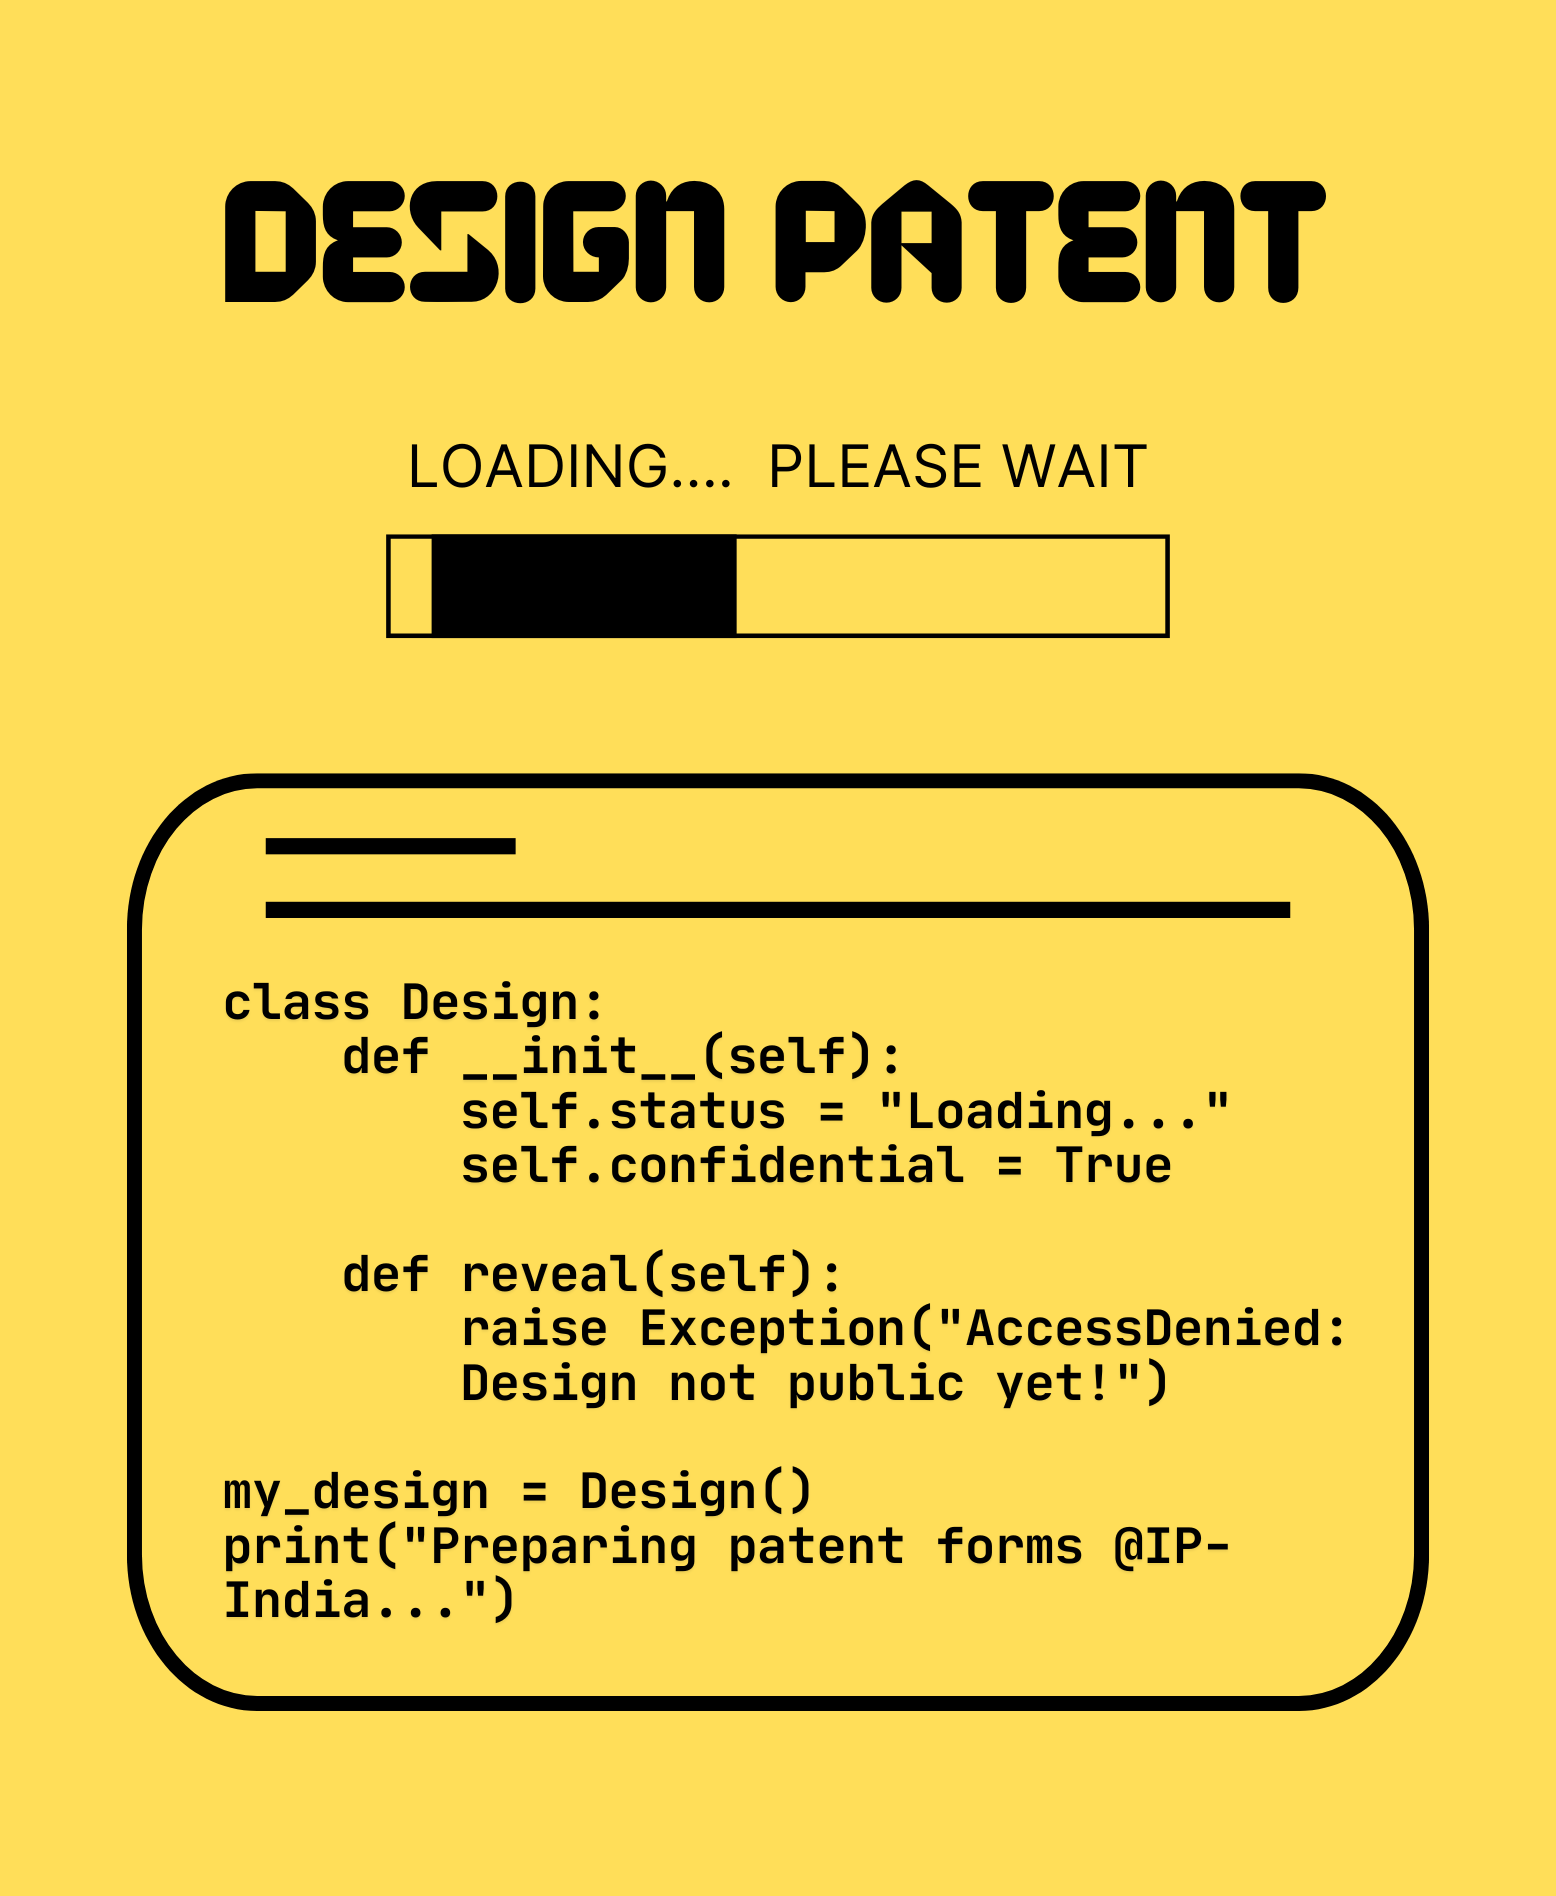 DESIGN PATENT
LOADING.... PLEASE WAIT
class Design:
    def __init__(self):
        self.status = "Loading..."
        self.confidential = True
    def reveal(self):
        raise Exception("AccessDenied:
        Design not public yet!")
my_design = Design()
print("Preparing patent forms @IP-
India...")